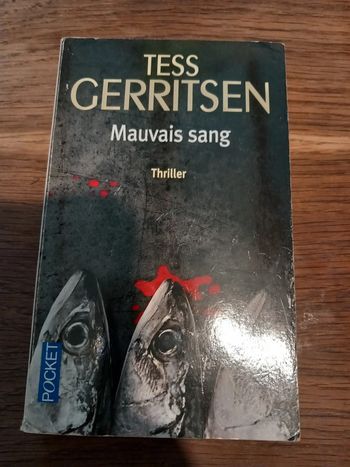 TESS
GERRITSEN
Mauvais sang
Thriller
POCKET